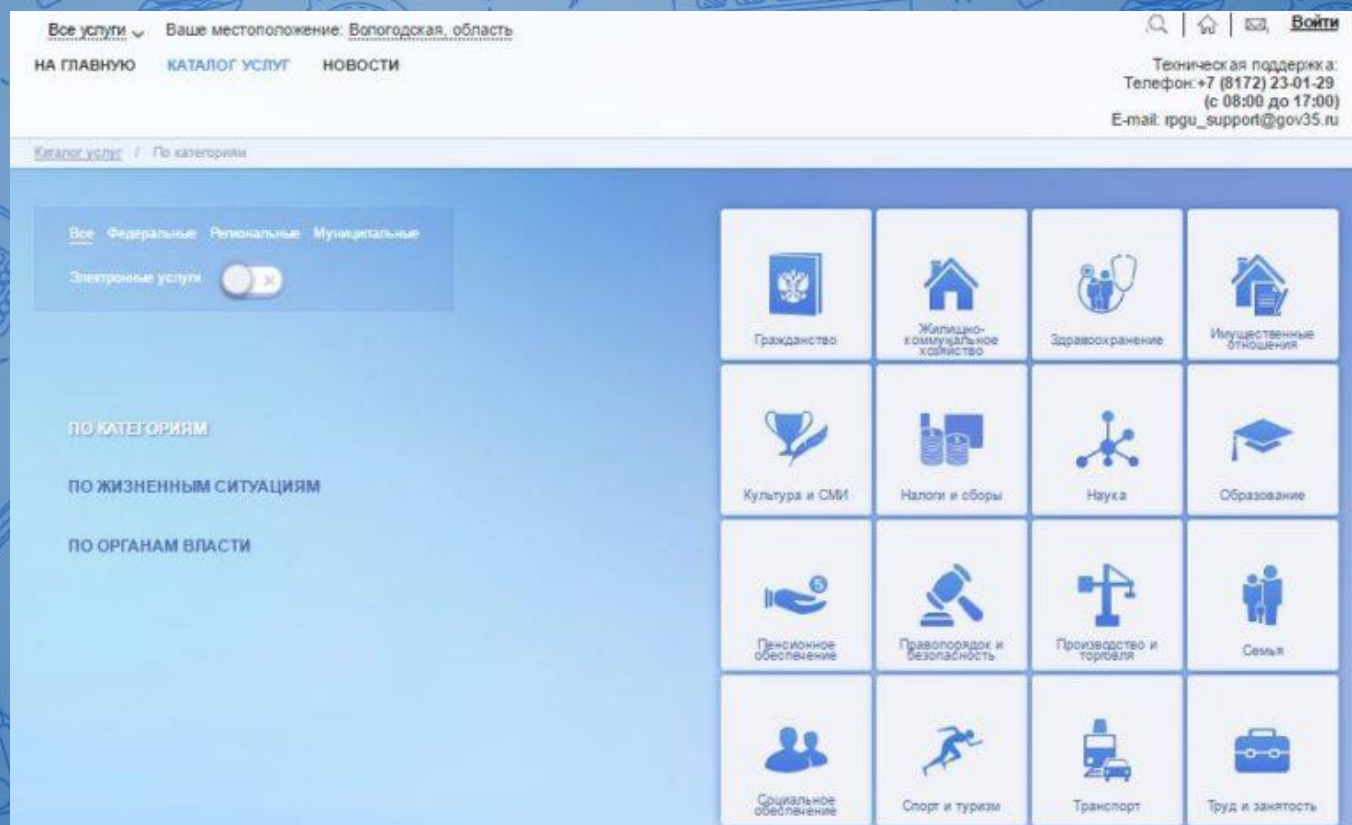 Все услуги Ваше местоположение: Вологодская, область
Войти
НА ГЛАВНУЮ КАТАЛОГ УСЛУГ НОВОСТИ
Техническая поддержка:
Телефон:+7 (8172) 23-01-29
(с 08:00 до 17:00)
E-mail: rpgu_support@gov35.ru
Каталог услуг / По категориям
Все Федеральные Региональные Муниципальные
Электронные услуги
ПО КАТЕГОРИЯМ
ПО ЖИЗНЕННЫМ СИТУАЦИЯМ
ПО ОРГАНАМ ВЛАСТИ
Гражданство
Жилищно-
коммунальное
хозяйство
Здравоохранение
Имущественные
отношения
Культура и СМИ
Налоги и сборы
Наука
Образование
Пенсионное
обеспечение
Правопорядок и
безопасность
Производство и
торговля
Семья
Социальное
обеспечение
Спорт и туризм
Транспорт
Труд и занятость